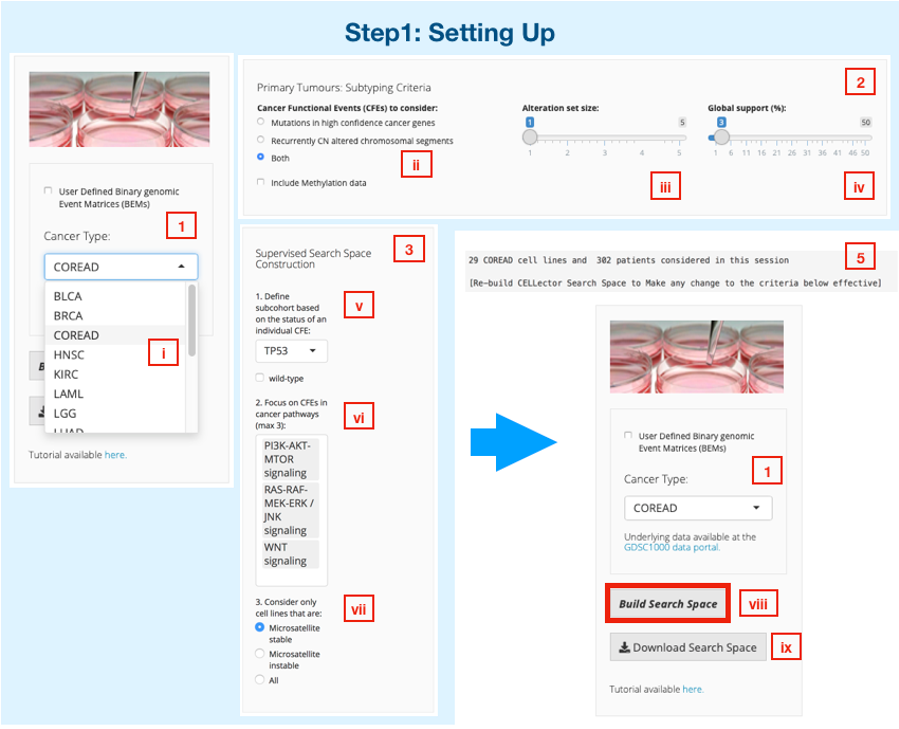 Step1: Setting Up
User Defined Binary genomic
Event Matrices (BEMs)
1
Cancer Type:
COREAD
BLCA
BRCA
COREAD
HNSC
i
KIRC
LAML
LGG
LUAD
B
Tutorial available here.
2
Primary Tumours: Subtyping Criteria
Cancer Functional Events (CFEs) to consider:
Mutations in high confidence cancer genes
Recurrently CN altered chromosomal segments
Both
ii
Include Methylation data
Alteration set size:
1 5
1 2 3 4 5
iii
Global support (%):
3 50
1 6 11 16 21 26 31 36 41 46 50
iv
3
Supervised Search Space
Construction
1. Define
subcohort based
on the status of an
individual CFE:
v
TP53
wild-type
2. Focus on CFEs in
cancer pathways
(max 3):
vi
PI3K-AKT-
MTOR
signaling
RAS-RAF-
MEK-ERK /
JNK
signaling
WNT
signaling
3. Consider only
cell lines that are:
vii
Microsatellite
stable
Microsatellite
instable
All
5
29 COREAD cell lines and 302 patients considered in this session
[Re-build CELLector Search Space to Make any change to the criteria below effective]
User Defined Binary genomic
Event Matrices (BEMs)
1
Cancer Type:
COREAD
Underlying data available at the
GDSC1000 data portal.
Build Search Space
viii
Download Search Space
ix
Tutorial available here.